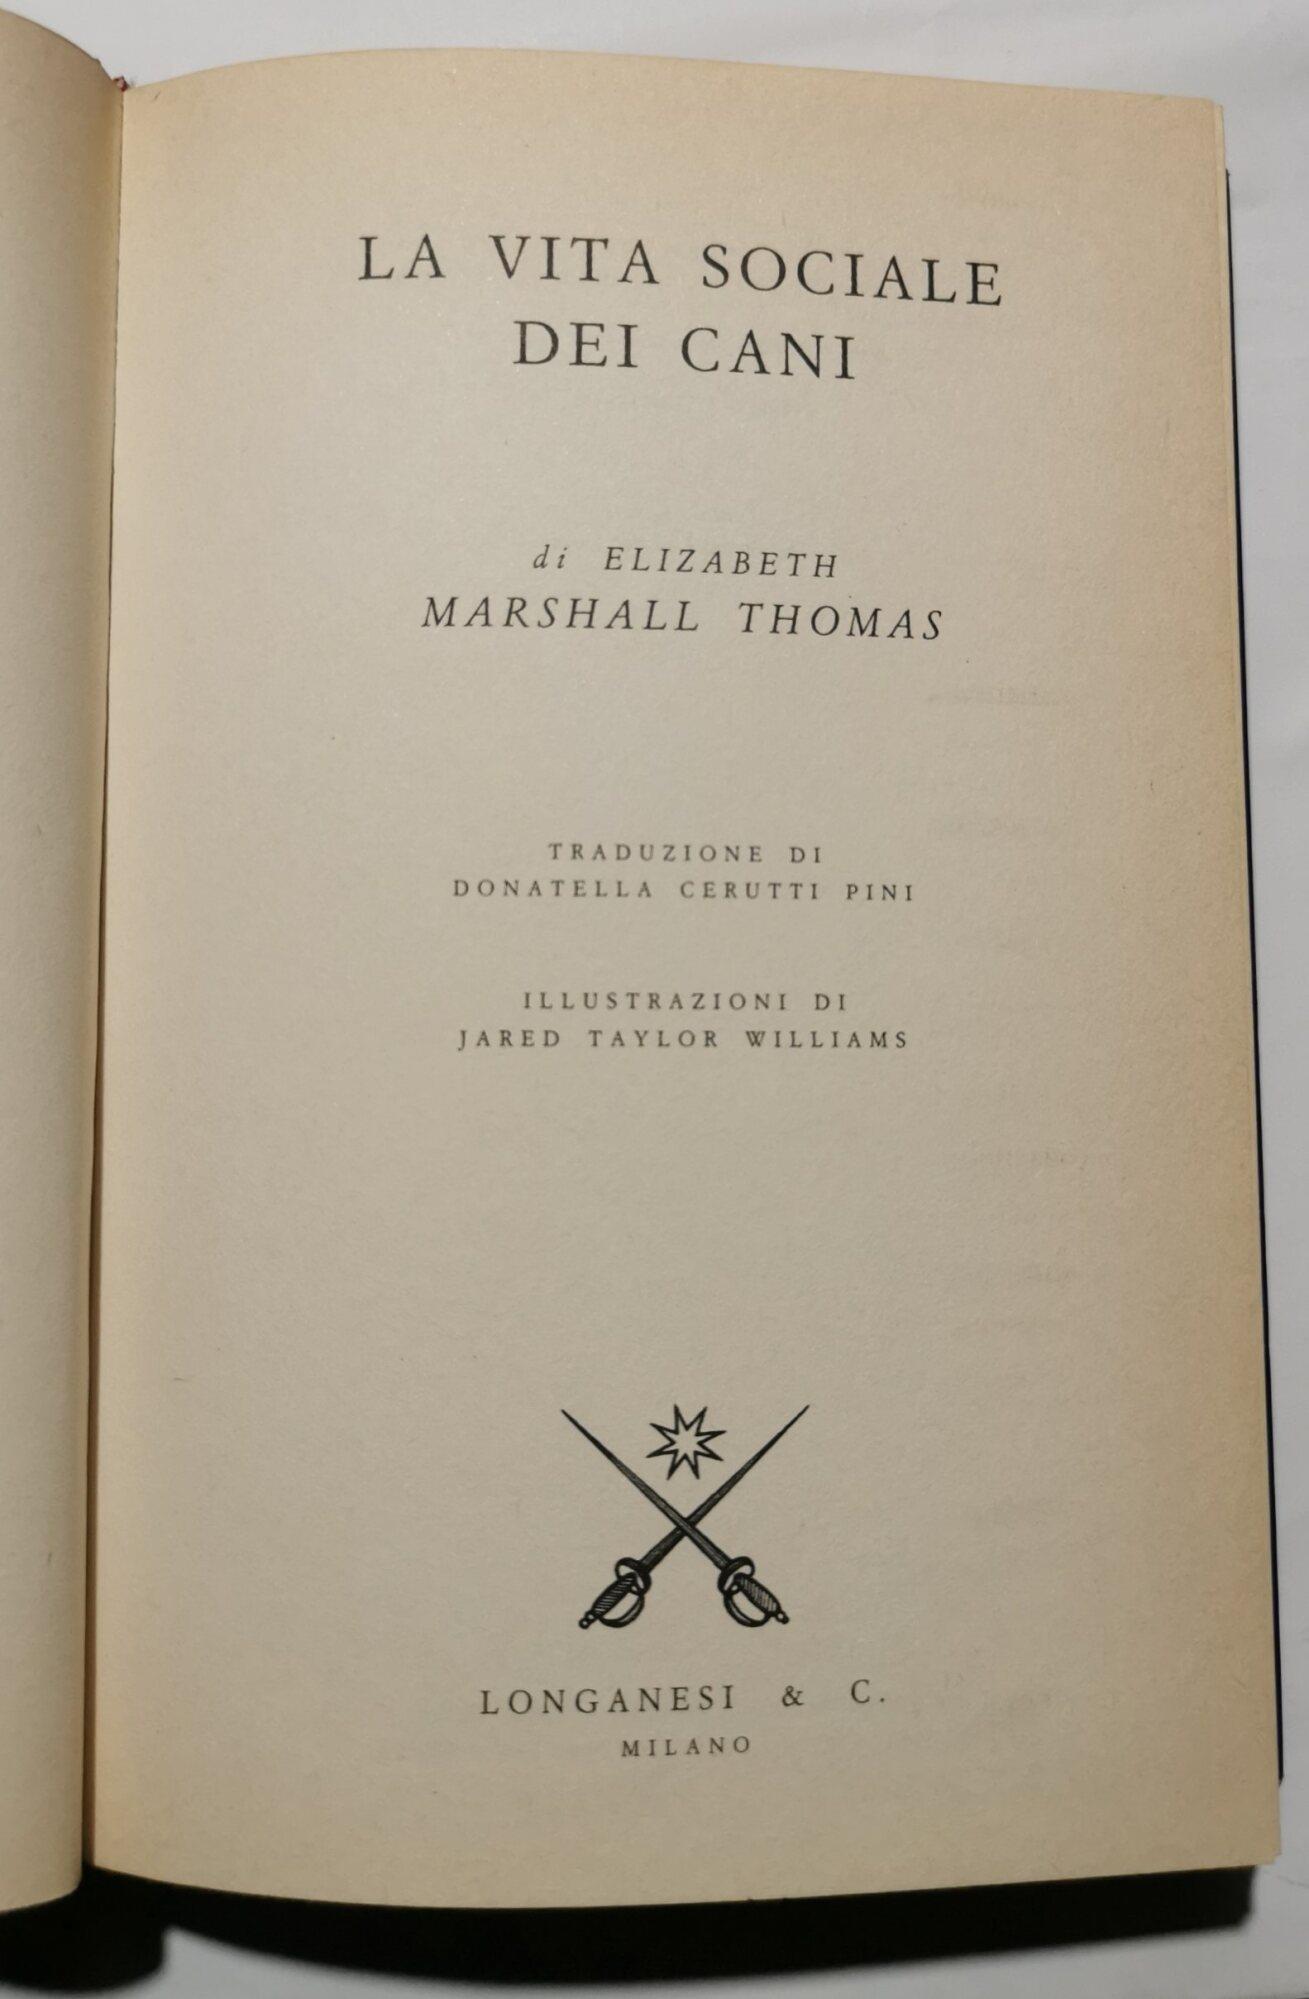 LA VITA SOCIALE
DEI CANI
di ELIZABETH
MARSHALL THOMAS
TRADUZIONE DI
DONATELLA CERUTTI PINI
ILLUSTRAZIONI DI
JARED TAYLOR WILLIAMS
LONGANESI & C.
MILANO